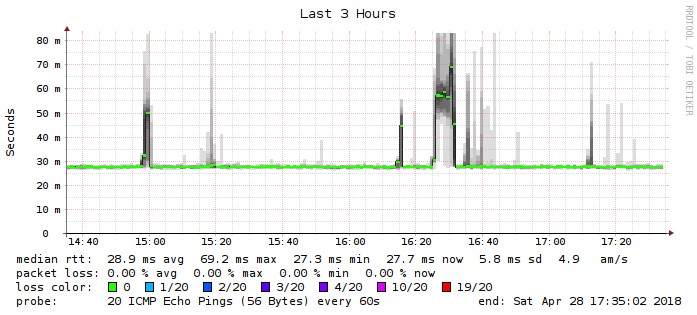 Last 3 Hours
RRDTOOL / TOBI OETIKER
Seconds
80 m
70 m
60 m
50 m
40 m
30 m
20 m
10 m
0
14:40 15:00 15:20 15:40 16:00 16:20 16:40 17:00 17:20
median rtt: 28.9 ms avg 69.2 ms max 27.3 ms min 27.7 ms now 5.8 ms sd 4.9 am/s
packet loss: 0.00 % avg 0.00 % max 0.00 % min 0.00 % now
loss color: 0 1/20 2/20 3/20 4/20 10/20 19/20
probe: 20 ICMP Echo Pings (56 Bytes) every 60s end: Sat Apr 28 17:35:02 2018